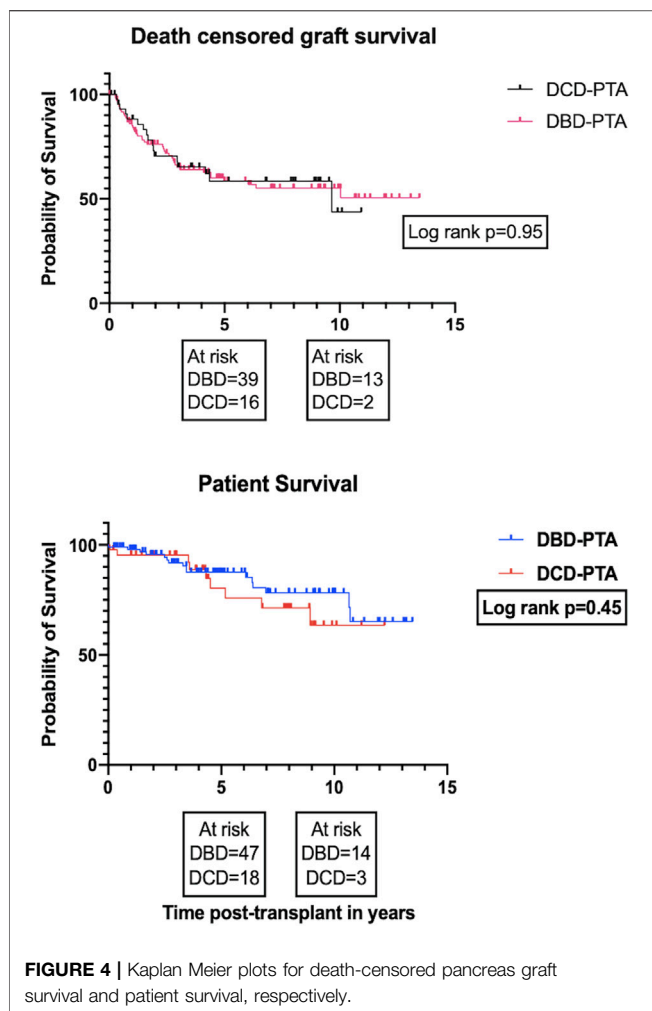 Death censored graft survival
Probability of Survival
100
50
0
0
5
10
15
DCD-PTA
DBD-PTA
Log rank p=0.95
At risk
DBD=39
DCD=16
At risk
DBD=13
DCD=2
Patient Survival
Probability of Survival
100
50
0
0
5
10
15
DBD-PTA
DCD-PTA
Log rank p=0.45
At risk
DBD=47
DCD=18
At risk
DBD=14
DCD=3
Time post-transplant in years
FIGURE 4 | Kaplan Meier plots for death-censored pancreas graft
survival and patient survival, respectively.